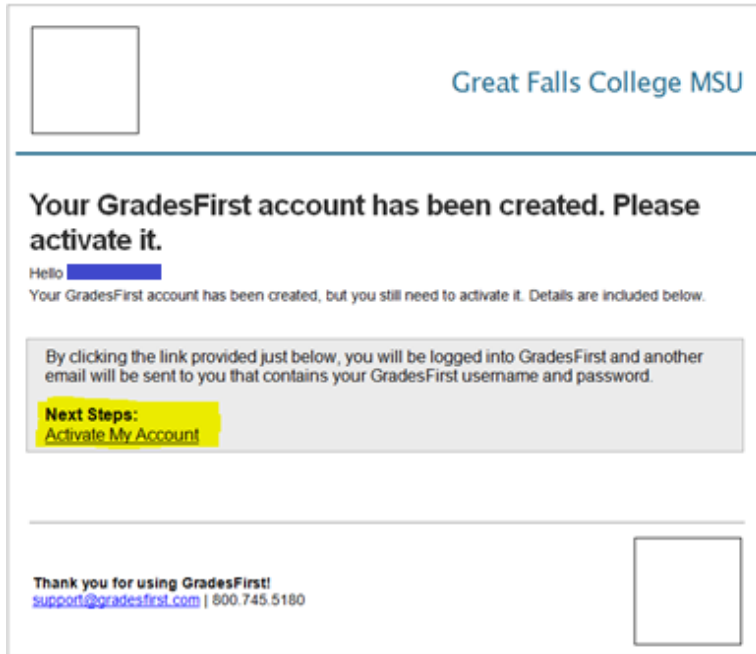 Great Falls College MSU
Your GradesFirst account has been created. Please
activate it.
Hello
Your GradesFirst account has been created, but you still need to activate it. Details are included below.
By clicking the link provided just below, you will be logged into GradesFirst and another
email will be sent to you that contains your GradesFirst username and password.
Next Steps:
Activate My Account
Thank you for using GradesFirst!
support@gradesfirst.com | 800.745.5180